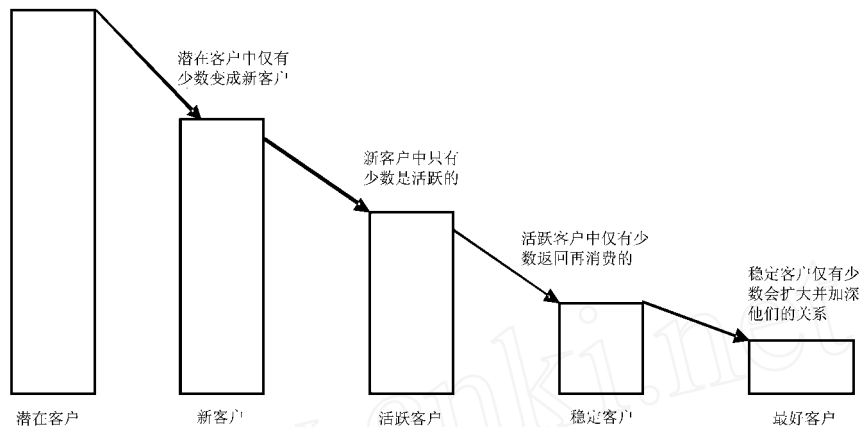 潜在客户中仅有
少数变成新客户
新客户中只有
少数是活跃的
活跃客户中仅有少
数返回再消费的
稳定客户仅有少
数会扩大并加深
他们的关系
潜在客户
新客户
活跃客户
稳定客户
最好客户